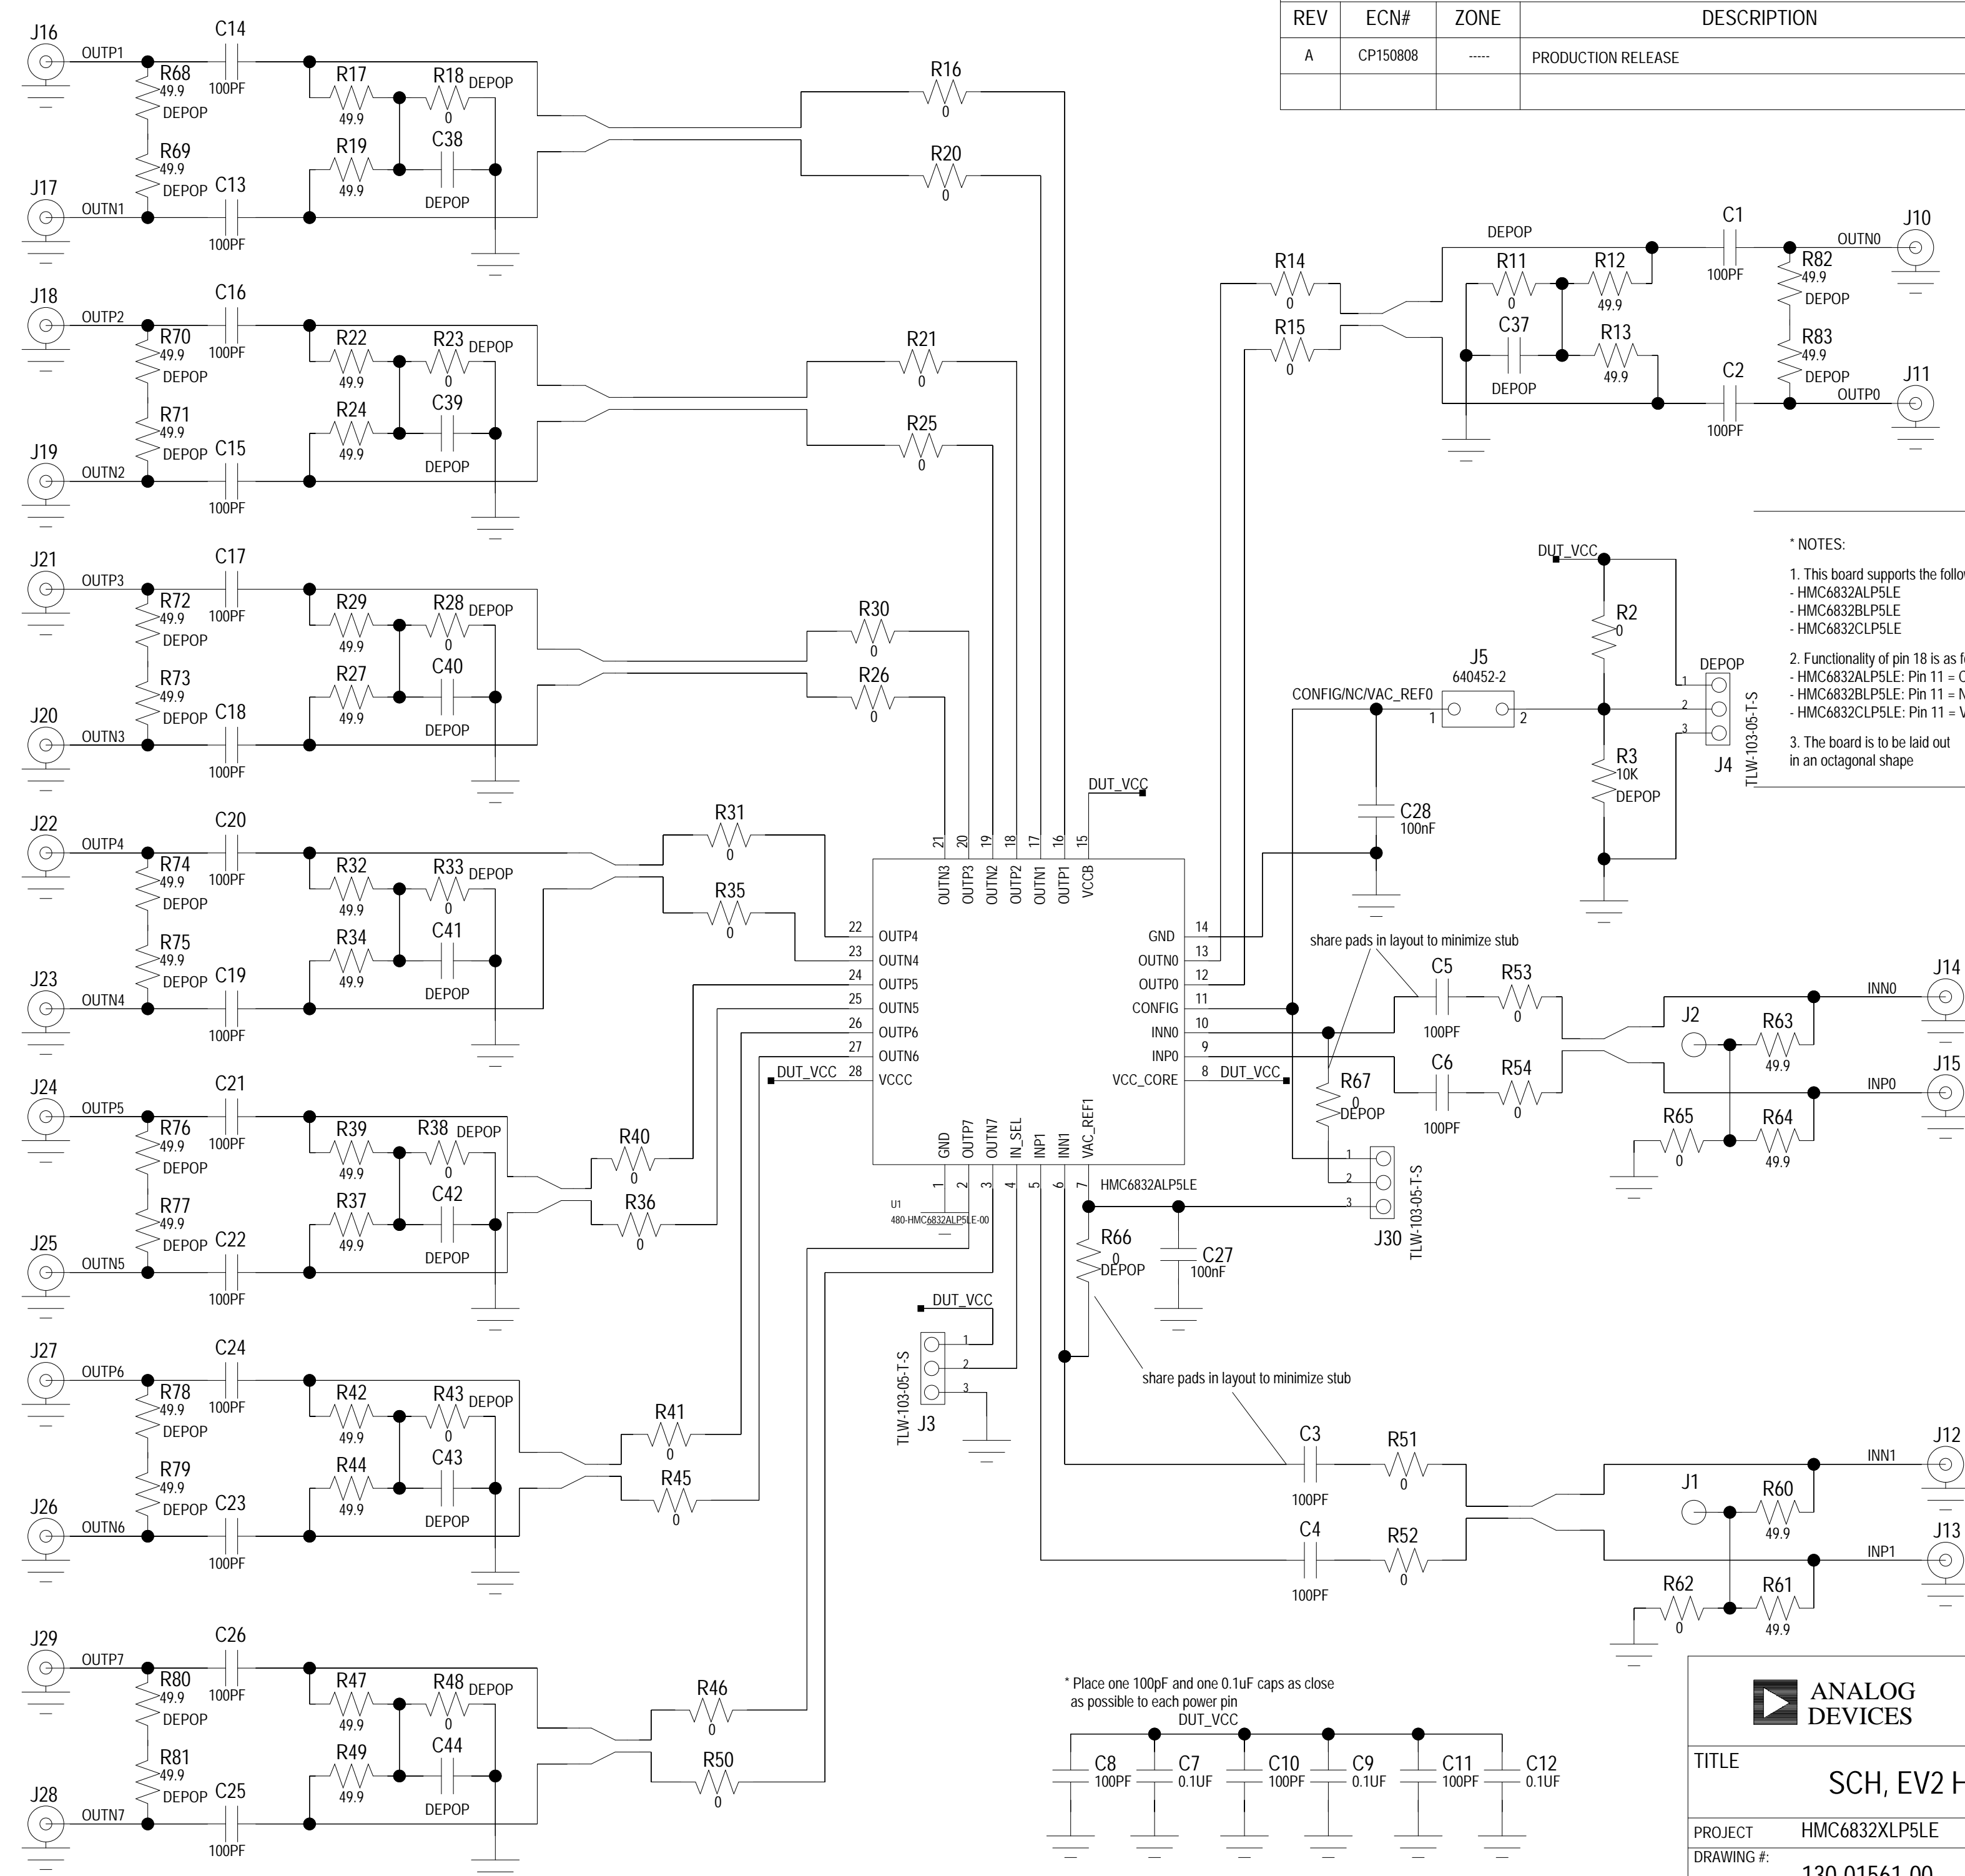 REV ECN# ZONE DESCRIPTION
A CP150808 ----- PRODUCTION RELEASE
J16 OUTP1 C14 100PF
R68 49.9 DEPOP
R17 49.9 R18 DEPOP 0
R69 49.9 DEPOP
R19 49.9 C38 DEPOP
J17 OUTN1 C13 100PF
R16 0
R20 0
J18 OUTP2 C16 100PF
R70 49.9 DEPOP
R22 49.9 R23 DEPOP 0
R71 49.9 DEPOP
R24 49.9 C39 DEPOP
J19 OUTN2 C15 100PF
R21 0
R25 0
J21 OUTP3 C17 100PF
R72 49.9 DEPOP
R29 49.9 R28 DEPOP 0
R73 49.9 DEPOP
R27 49.9 C40 DEPOP
J20 OUTN3 C18 100PF
R30 0
R26 0
J22 OUTP4 C20 100PF
R74 49.9 DEPOP
R32 49.9 R33 DEPOP 0
R75 49.9 DEPOP
R34 49.9 C41 DEPOP
J23 OUTN4 C19 100PF
R31 0
R35 0
J24 OUTP5 C21 100PF
R76 49.9 DEPOP
R39 49.9 R38 DEPOP 0
R77 49.9 DEPOP
R37 49.9 C42 DEPOP
J25 OUTN5 C22 100PF
R40 0
R36 0
J27 OUTP6 C24 100PF
R78 49.9 DEPOP
R42 49.9 R43 DEPOP 0
R79 49.9 DEPOP
R44 49.9 C43 DEPOP
J26 OUTN6 C23 100PF
R41 0
R45 0
J29 OUTP7 C26 100PF
R80 49.9 DEPOP
R47 49.9 R48 DEPOP 0
R81 49.9 DEPOP
R49 49.9 C44 DEPOP
J28 OUTN7 C25 100PF
R46 0
R50 0
R14 0
R15 0
DEPOP
R11 0 R12 49.9
C37 DEPOP R13 49.9
C1 100PF OUTN0 J10
R82 49.9 DEPOP
R83 49.9 DEPOP
C2 100PF OUTP0 J11
DUT_VCC
R2 0
J5
640452-2
CONFIG/NC/VAC_REF0 1 2
C28 100nF
R3 10K DEPOP
DEPOP
1
2
3
J4
TLW-103-05-T-S
* NOTES:
1. This board supports the follow
- HMC6832ALP5LE
- HMC6832BLP5LE
- HMC6832CLP5LE
2. Functionality of pin 18 is as f
- HMC6832ALP5LE: Pin 11 = C
- HMC6832BLP5LE: Pin 11 = N
- HMC6832CLP5LE: Pin 11 = V
3. The board is to be laid out
in an octagonal shape
DUT_VCC
21 20 19 18 17 16 15
OUTN3 OUTP3 OUTN2 OUTP2 OUTN1 OUTP1 VCCB
22 OUTP4 GND 14
23 OUTN4 OUTN0 13
24 OUTP5 OUTP0 12
25 OUTN5 CONFIG 11
26 OUTP6 INN0 10
27 OUTN6 INP0 9
DUT_VCC 28 VCCC VCC_CORE 8 DUT_VCC
GND OUTP7 OUTN7 IN_SEL INP1 INN1 VAC_REF1
1 2 3 4 5 6 7
HMC6832ALP5LE
U1
480-HMC6832ALP5LE-00
share pads in layout to minimize stub
C5 100PF R53 0
C6 100PF R54 0
R67 0 DEPOP
J2 R63 49.9
R65 0 R64 49.9
INN0 J14
INP0 J15
1
2
3
J30
TLW-103-05-T-S
R66 0 DEPOP
C27 100nF
DUT_VCC
1
2
3
J3
TLW-103-05-T-S
share pads in layout to minimize stub
C3 100PF R51 0
C4 100PF R52 0
J1 R60 49.9
R62 0 R61 49.9
INN1 J12
INP1 J13
* Place one 100pF and one 0.1uF caps as close
as possible to each power pin
DUT_VCC
C8 100PF C7 0.1UF C10 100PF C9 0.1UF C11 100PF C12 0.1UF
ANALOG
DEVICES
TITLE
SCH, EV2 H
PROJECT HMC6832XLP5LE
DRAWING #:
130-01561-00